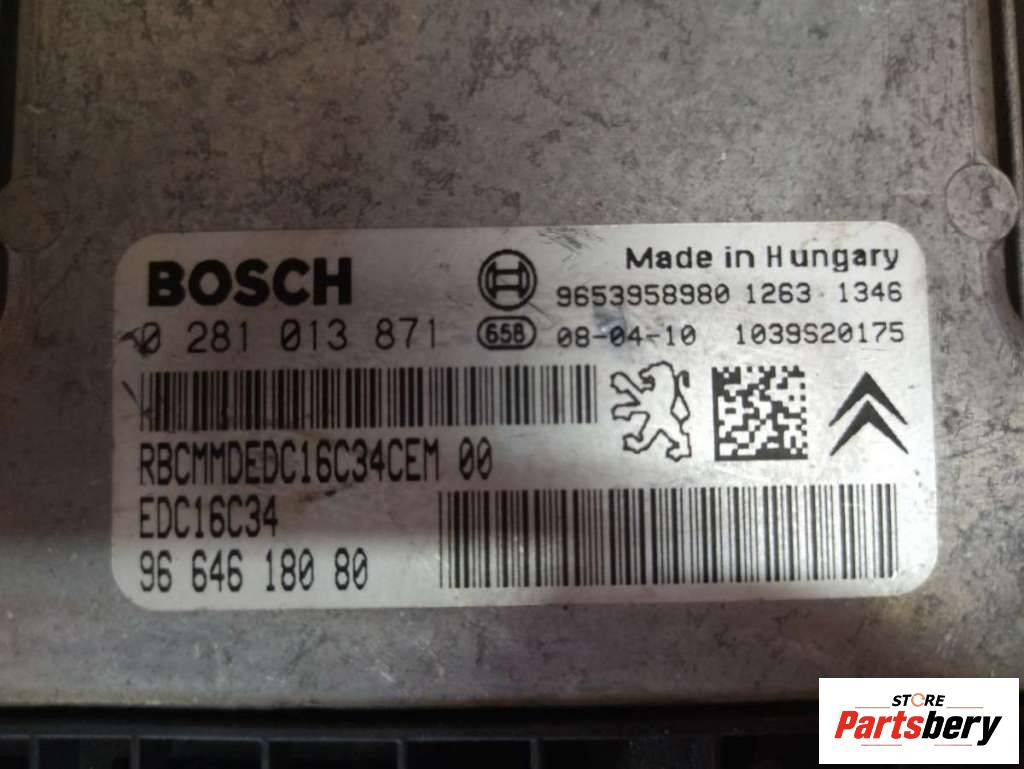 BOSCH
Made in Hungary
9653958980 1263 1346
0 281 013 871 65B 08-04-10 1039S20175
RBCMMDEDC16C34CEM 00
EDC16C34
96 646 180 80
STORE
Partsbery